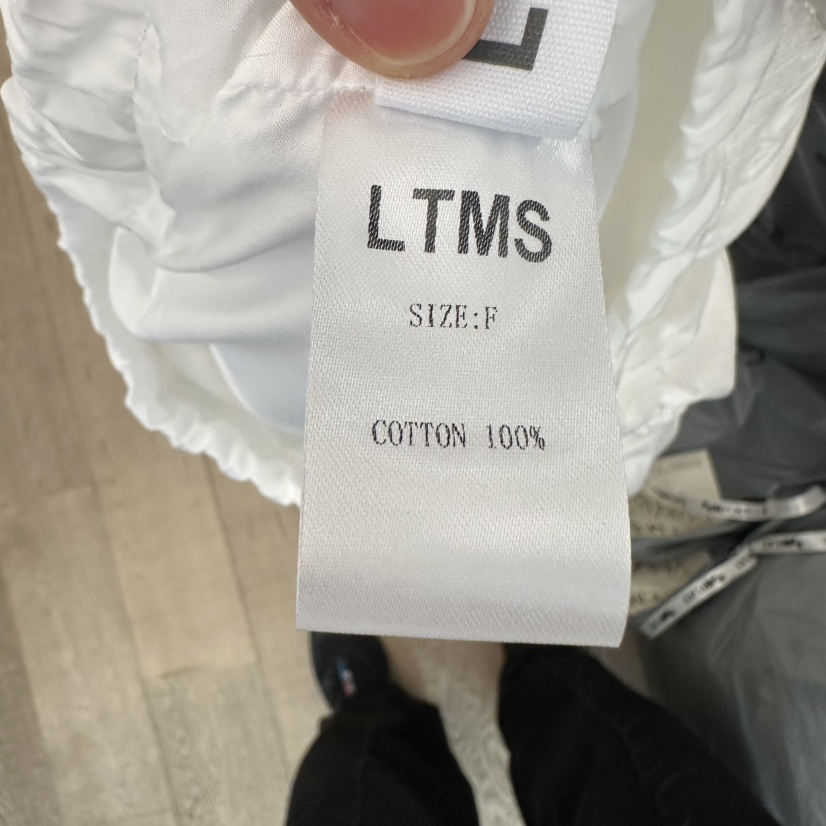 L
LTMS
SIZE:F
COTTON 100%